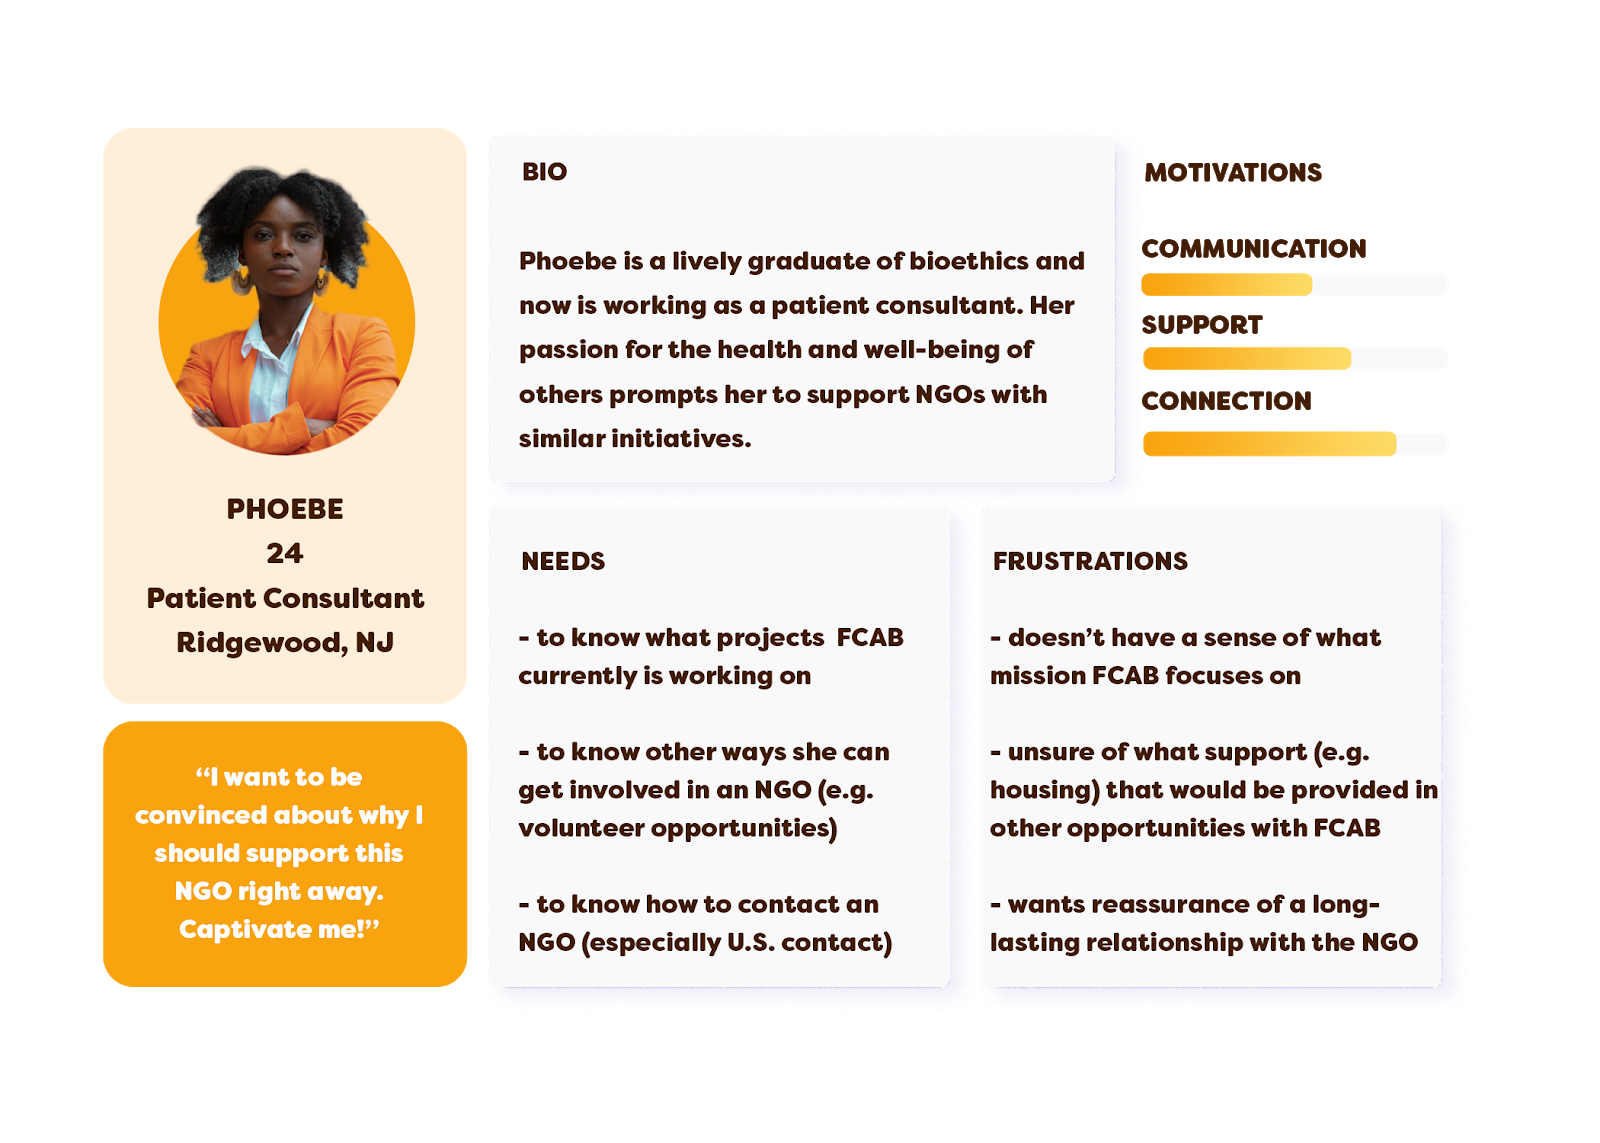 PHOEBE
24
Patient Consultant
Ridgewood, NJ
“I want to be
convinced about why I
should support this
NGO right away.
Captivate me!”
BIO
Phoebe is a lively graduate of bioethics and
now is working as a patient consultant. Her
passion for the health and well-being of
others prompts her to support NGOs with
similar initiatives.
MOTIVATIONS
COMMUNICATION
SUPPORT
CONNECTION
NEEDS
- to know what projects  FCAB
currently is working on
- to know other ways she can
get involved in an NGO (e.g.
volunteer opportunities)
- to know how to contact an
NGO (especially U.S. contact)
FRUSTRATIONS
- doesn’t have a sense of what
mission FCAB focuses on
- unsure of what support (e.g.
housing) that would be provided in
other opportunities with FCAB
- wants reassurance of a long-
lasting relationship with the NGO